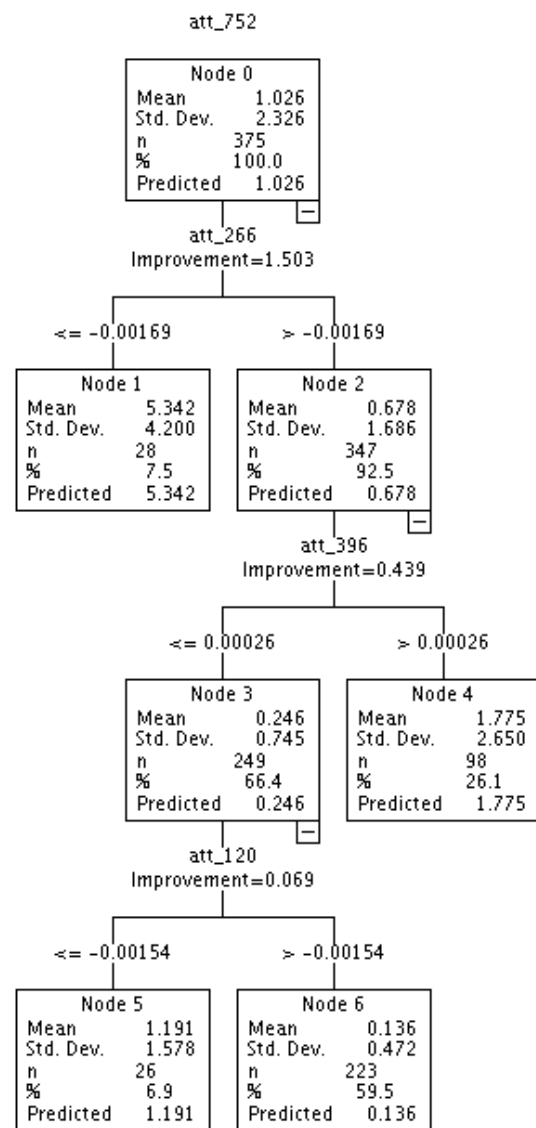 att_752
Node 0
Mean 1.026
Std. Dev. 2.326
n 375
% 100.0
Predicted 1.026
att_266
Improvement=1.503
<= -0.00169
> -0.00169
Node 1
Mean 5.342
Std. Dev. 4.200
n 28
% 7.5
Predicted 5.342
Node 2
Mean 0.678
Std. Dev. 1.686
n 347
% 92.5
Predicted 0.678
att_396
Improvement=0.439
<= 0.00026
> 0.00026
Node 3
Mean 0.246
Std. Dev. 0.745
n 249
% 66.4
Predicted 0.246
Node 4
Mean 1.775
Std. Dev. 2.650
n 98
% 26.1
Predicted 1.775
att_120
Improvement=0.069
<= -0.00154
> -0.00154
Node 5
Mean 1.191
Std. Dev. 1.578
n 26
% 6.9
Predicted 1.191
Node 6
Mean 0.136
Std. Dev. 0.472
n 223
% 59.5
Predicted 0.136